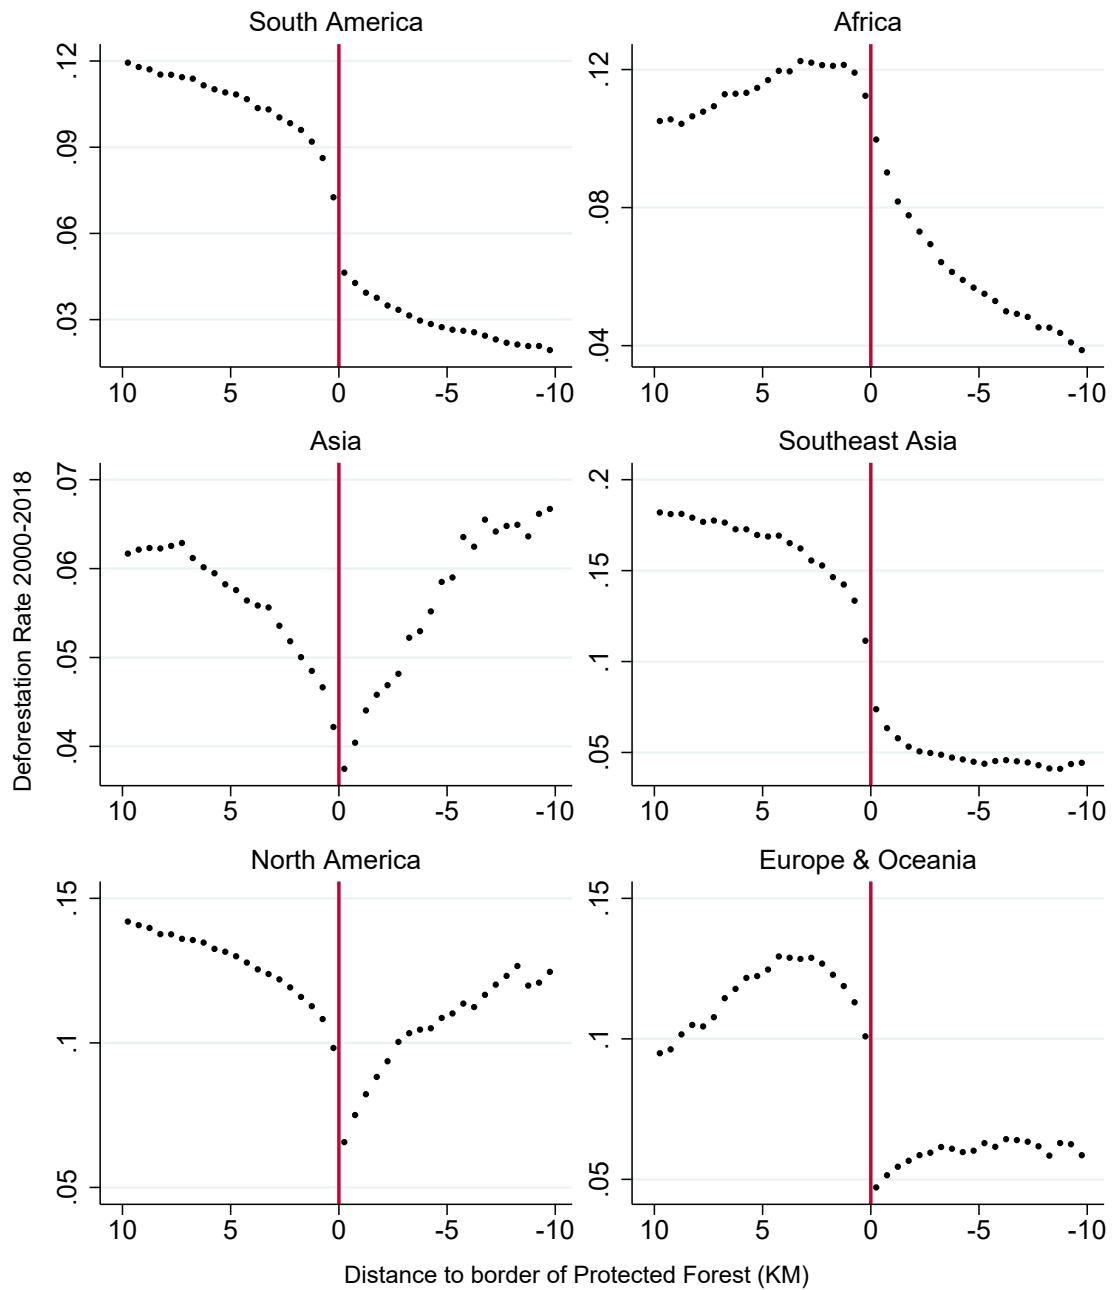 South America
.12
.09
.06
.03
10 5 0 -5 -10
Africa
.12
.08
.04
10 5 0 -5 -10
Asia
.07
.06
.05
.04
10 5 0 -5 -10
Southeast Asia
.2
.15
.1
.05
10 5 0 -5 -10
North America
.15
.1
.05
10 5 0 -5 -10
Europe & Oceania
.15
.1
.05
10 5 0 -5 -10
Deforestation Rate 2000-2018
Distance to border of Protected Forest (KM)